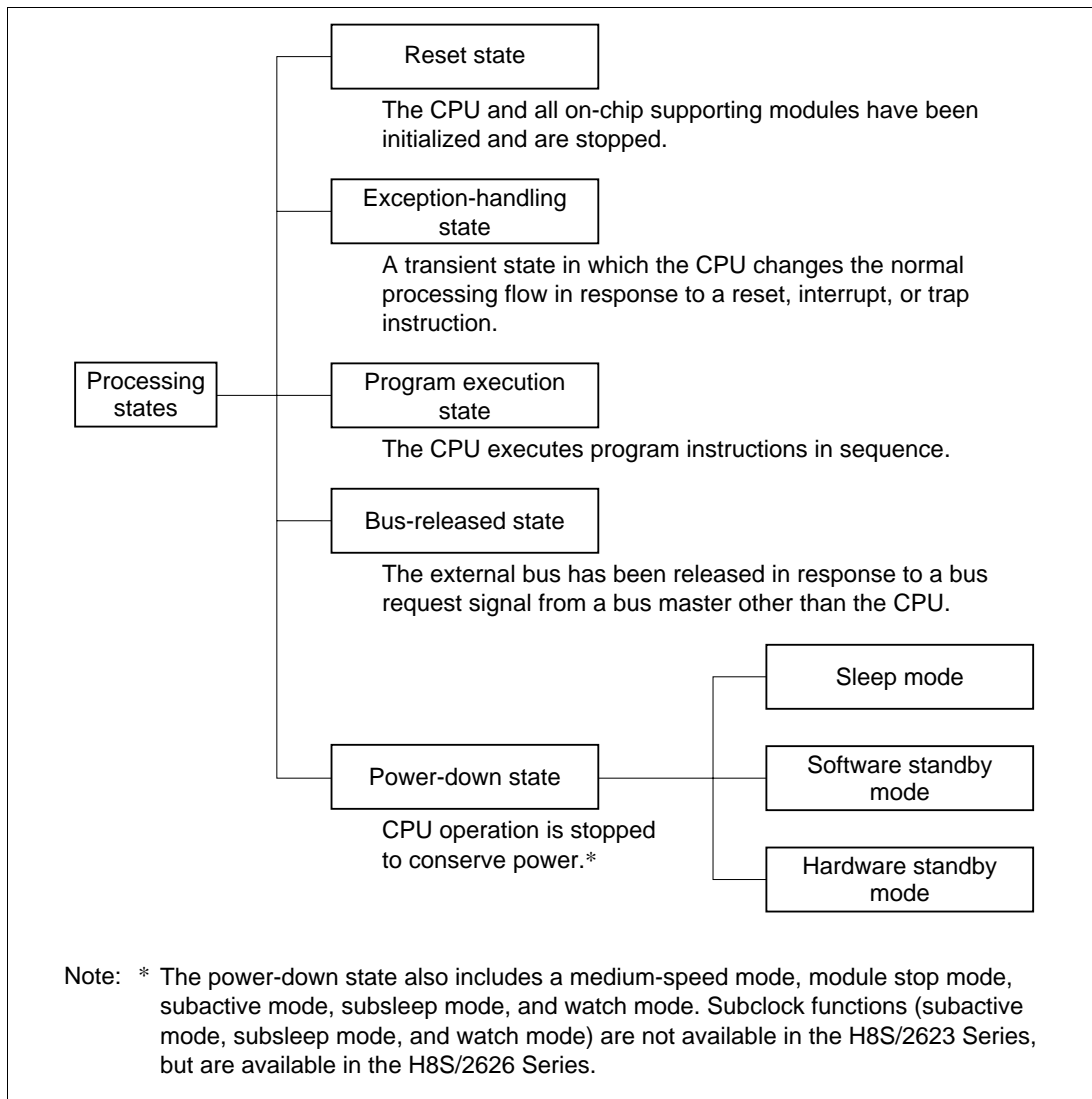 Reset state
The CPU and all on-chip supporting modules have been
initialized and are stopped.
Exception-handling
state
A transient state in which the CPU changes the normal
processing flow in response to a reset, interrupt, or trap
instruction.
Processing
states
Program execution
state
The CPU executes program instructions in sequence.
Bus-released state
The external bus has been released in response to a bus
request signal from a bus master other than the CPU.
Power-down state
CPU operation is stopped
to conserve power.*
Sleep mode
Software standby
mode
Hardware standby
mode
Note: * The power-down state also includes a medium-speed mode, module stop mode,
subactive mode, subsleep mode, and watch mode. Subclock functions (subactive
mode, subsleep mode, and watch mode) are not available in the H8S/2623 Series,
but are available in the H8S/2626 Series.